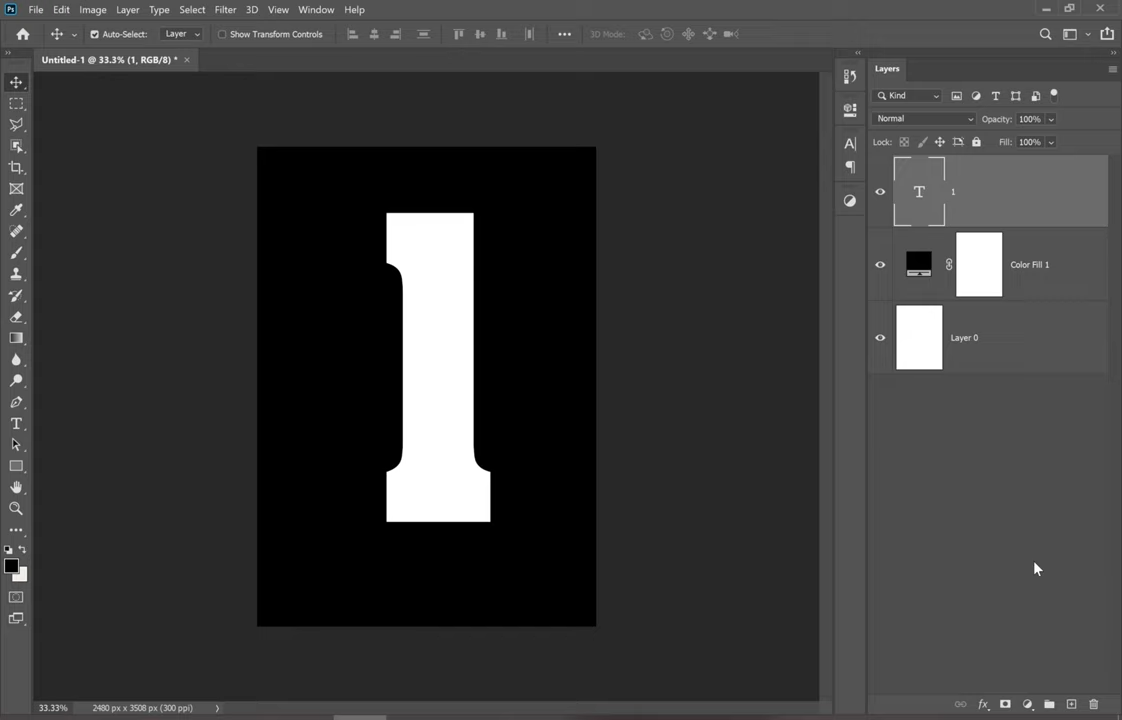 Ps File Edit Image Layer Type Select Filter 3D View Window Help
Auto-Select: Layer Show Transform Controls 3D Mode:
Untitled-1 @ 33.3% (1, RGB/8) *
Layers
Kind
Normal Opacity: 100%
Lock: Fill: 100%
T 1
Color Fill 1
Layer 0
1
33.33% 2480 px x 3508 px (300 ppi)